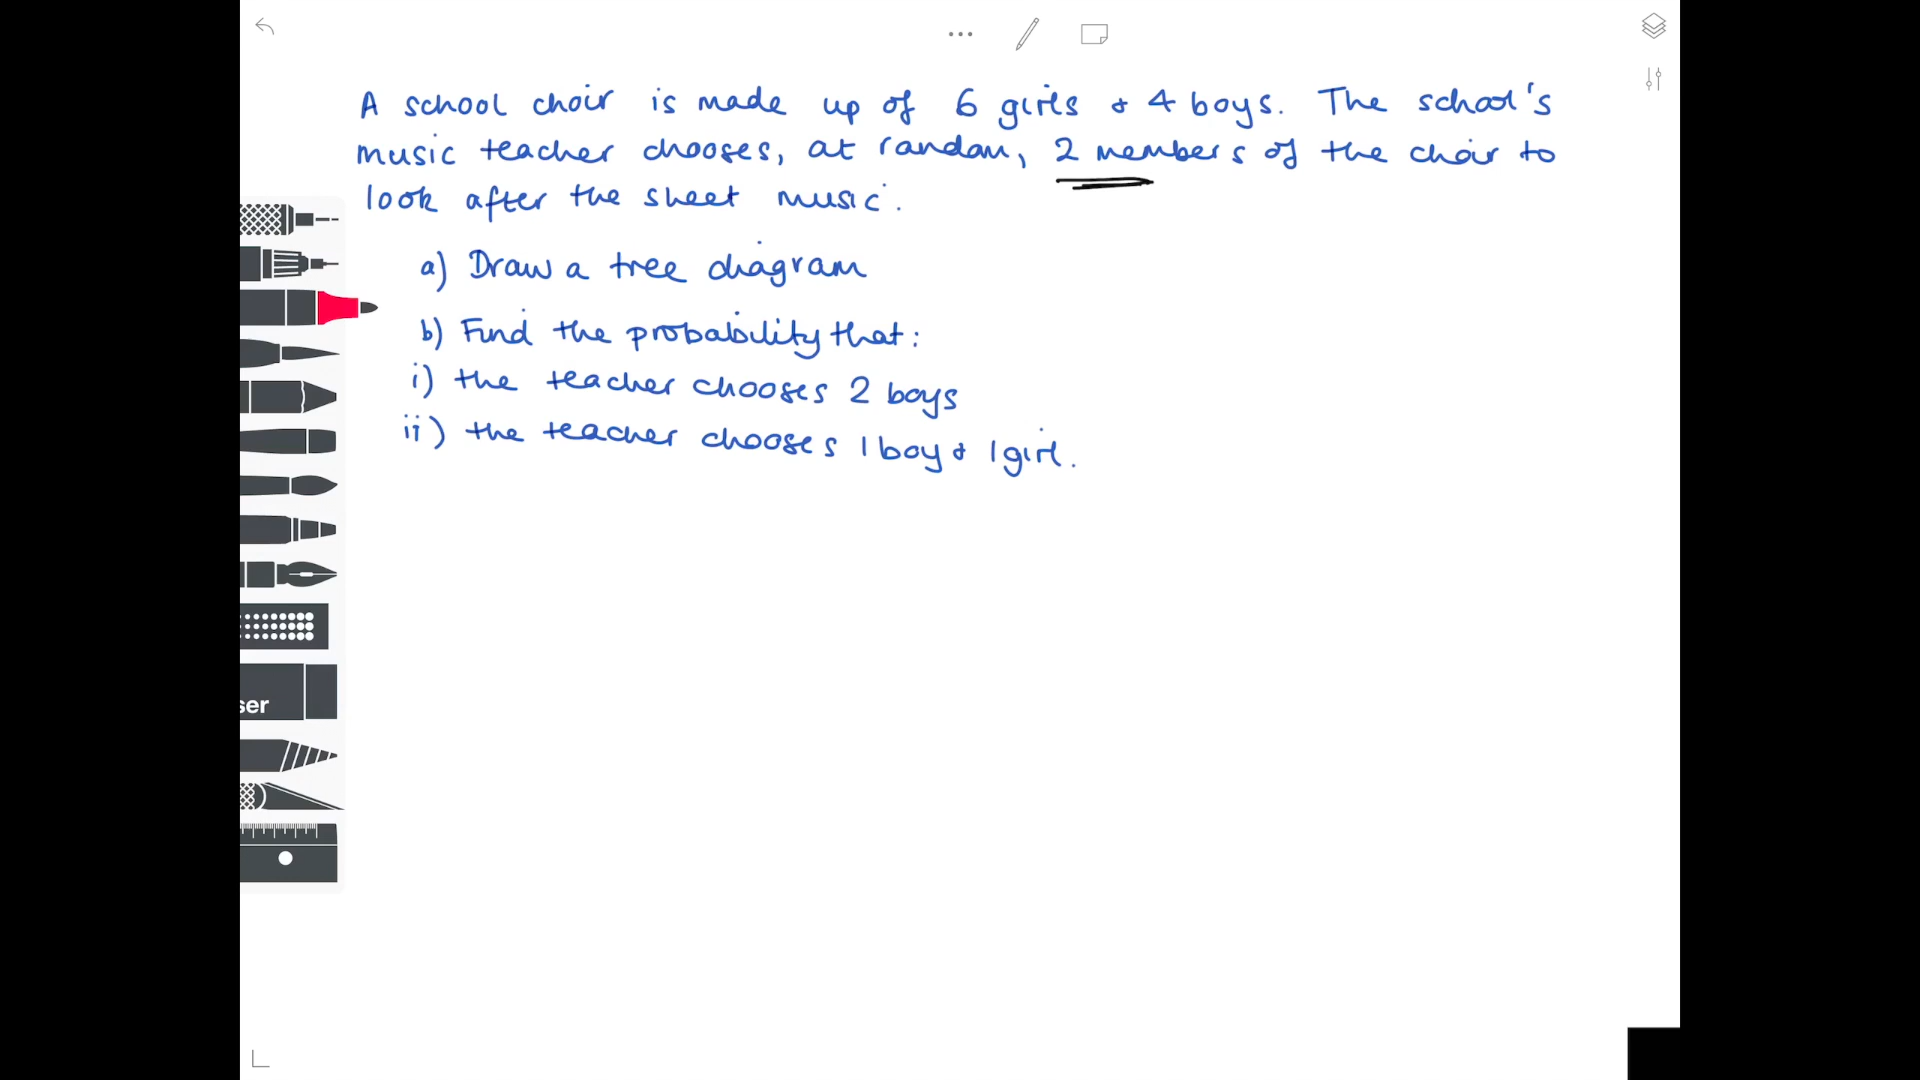 A school choir is made up of 6 girls & 4 boys. The school's
music teacher chooses, at random, 2 members of the choir to
look after the sheet music.
a) Draw a tree diagram
b) Find the probability that:
i) the teacher chooses 2 boys
ii) the teacher chooses 1 boy & 1 girl.
ser